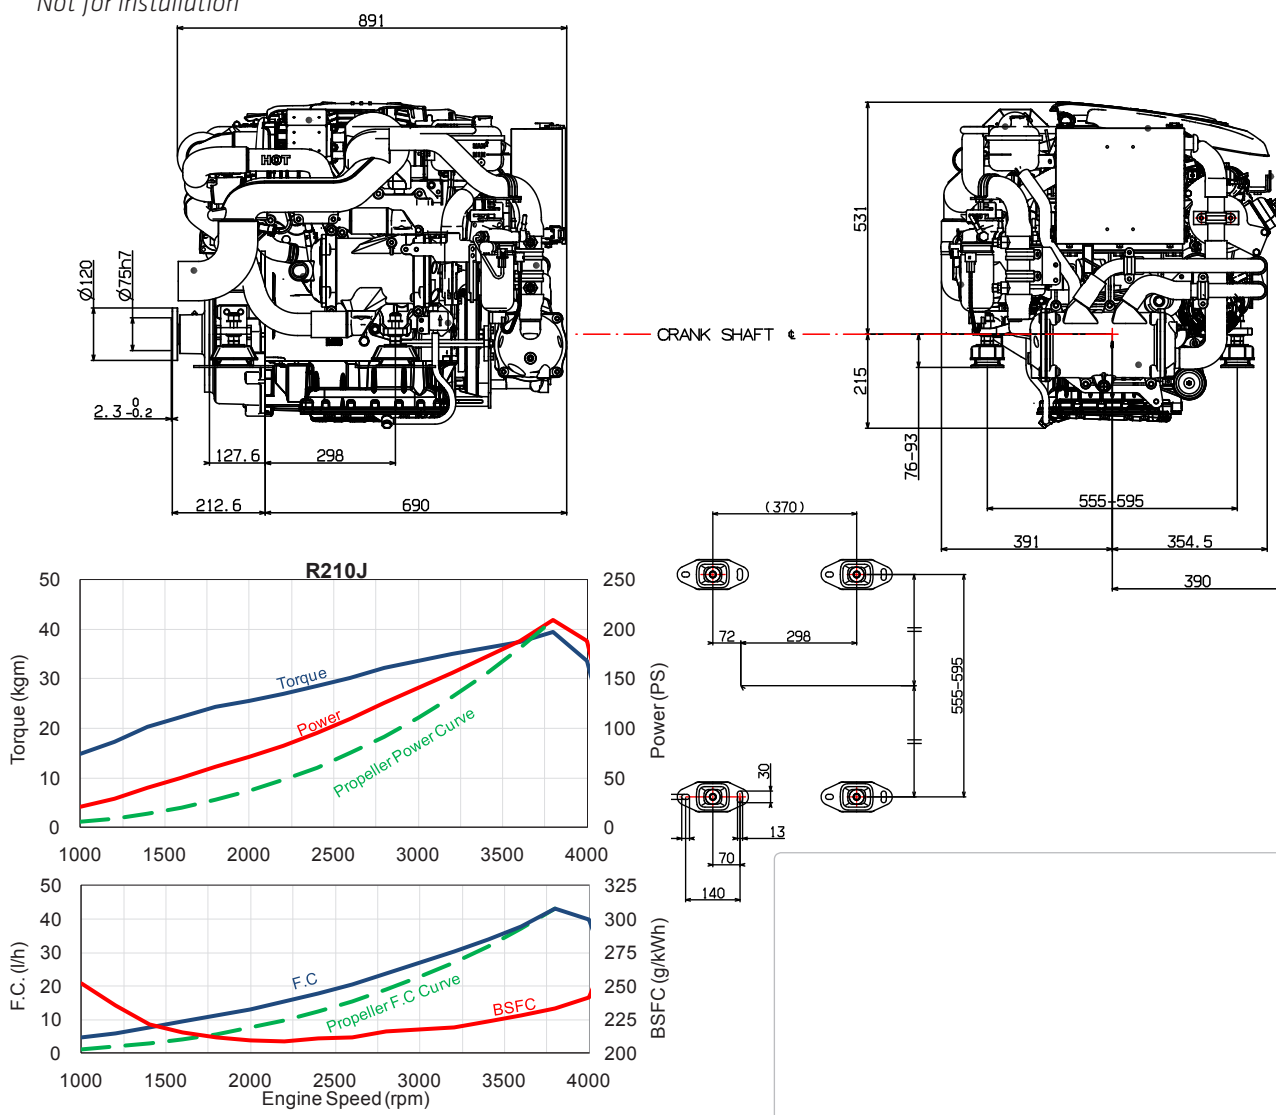 Not for installation
891
HOT
Ø120
Ø75h7
2.3 0 -0.2
127.6
298
212.6
690
CRANK SHAFT ℄
531
215
76-93
555-595
391
354.5
390
(370)
72
298
555-595
30
13
70
140
R210J
50
40
30
20
10
0
Torque (kgm)
250
200
150
100
50
0
Power (PS)
Torque
Power
Propeller Power Curve
1000 1500 2000 2500 3000 3500 4000
50
40
30
20
10
0
F.C. (l/h)
325
300
275
250
225
200
BSFC (g/kWh)
F.C
Propeller F.C Curve
BSFC
1000 1500 2000 2500 3000 3500 4000
Engine Speed (rpm)